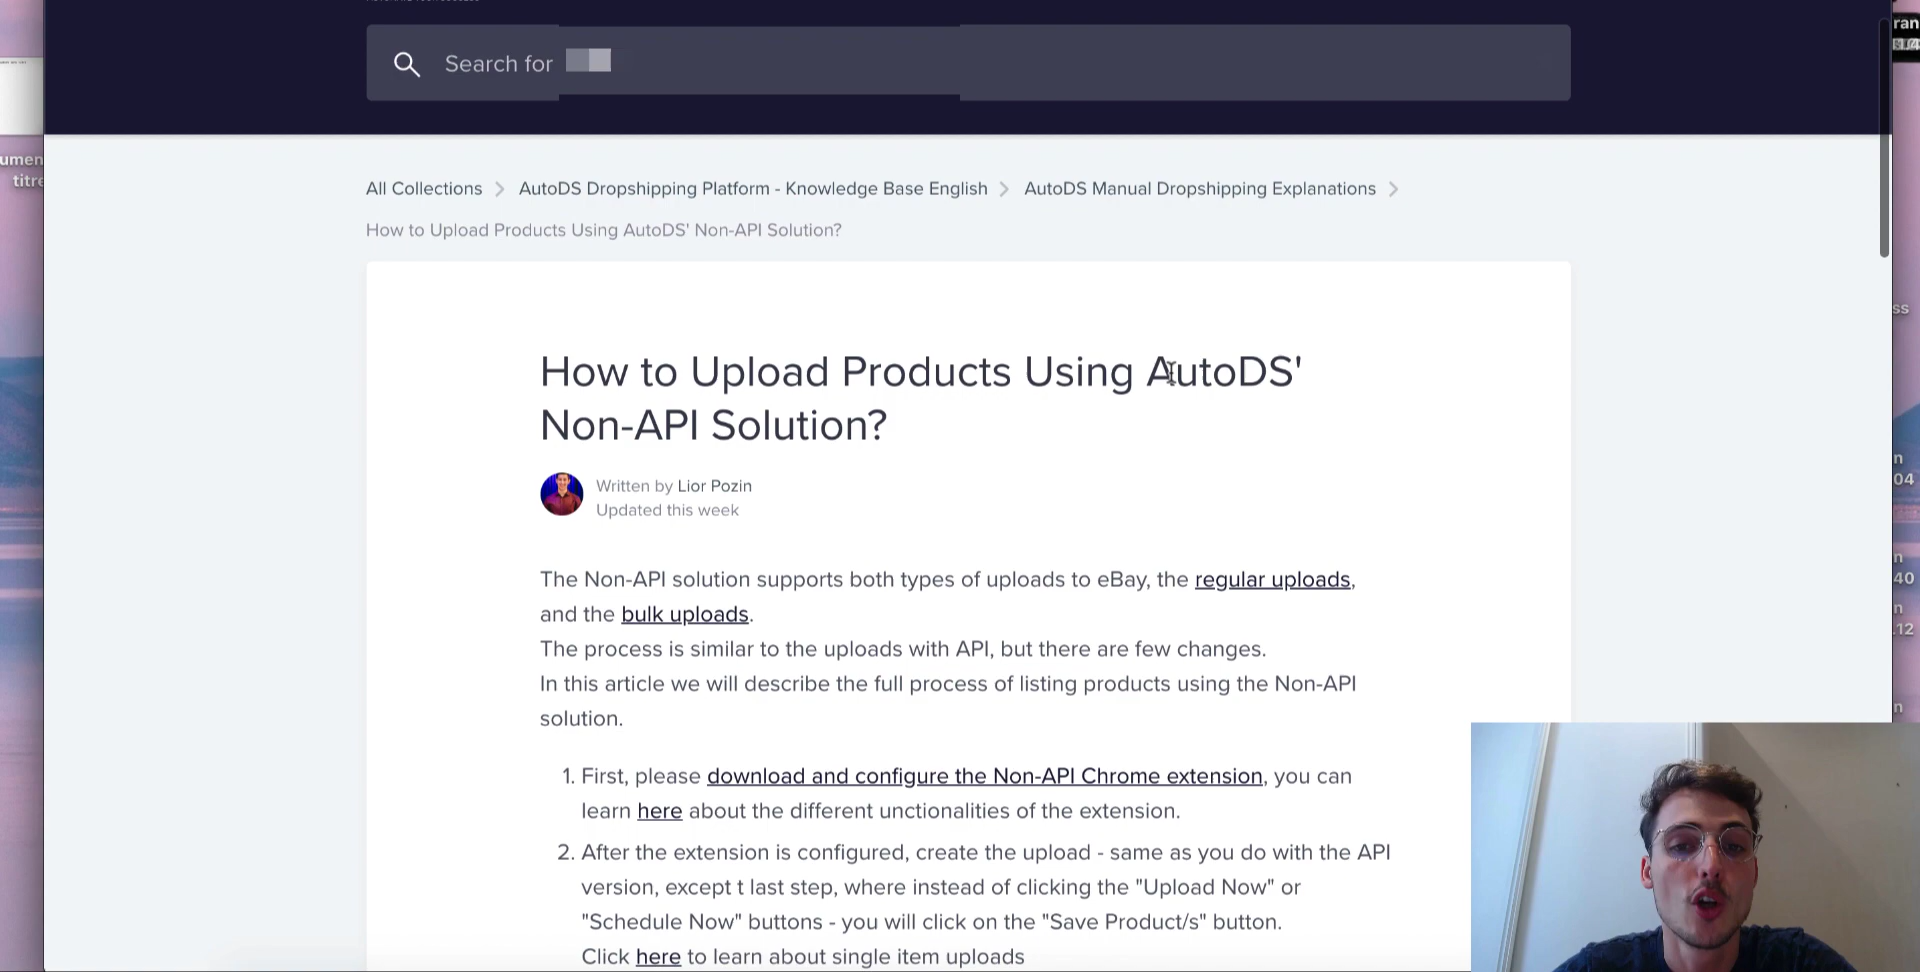 ran
Search for
umen
titre
All Collections
AutoDS Dropshipping Platform - Knowledge Base English
AutoDS Manual Dropshipping Explanations
How to Upload Products Using AutoDS' Non-API Solution?
ss
How to Upload Products Using AutoDS'
Non-API Solution?
n
04
Written by Lior Pozin
Updated this week
n
40
The Non-API solution supports both types of uploads to eBay, the regular uploads,
and the bulk uploads.
n
12
The process is similar to the uploads with API, but there are few changes.
In this article we will describe the full process of listing products using the Non-API
solution.
n
1. First, please download and configure the Non-API Chrome extension, you can
learn here about the different unctionalities of the extension.
2. After the extension is configured, create the upload - same as you do with the API
version, except t last step, where instead of clicking the "Upload Now" or
"Schedule Now" buttons - you will click on the "Save Product/s" button.
Click here to learn about single item uploads